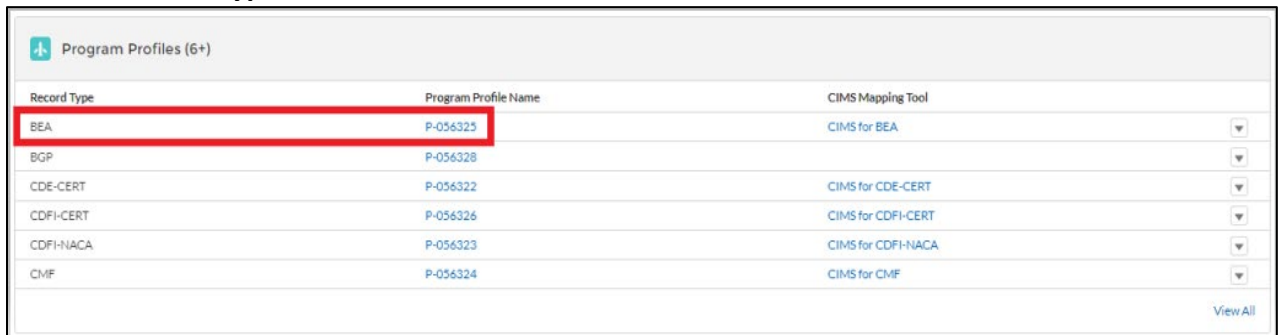 Program Profiles (6+)
Record Type Program Profile Name CIMS Mapping Tool
BEA P-056325 CIMS for BEA
BGP P-056328
CDE-CERT P-056322 CIMS for CDE-CERT
CDFI-CERT P-056326 CIMS for CDFI-CERT
CDFI-NACA P-056323 CIMS for CDFI-NACA
CMF P-056324 CIMS for CMF
View All